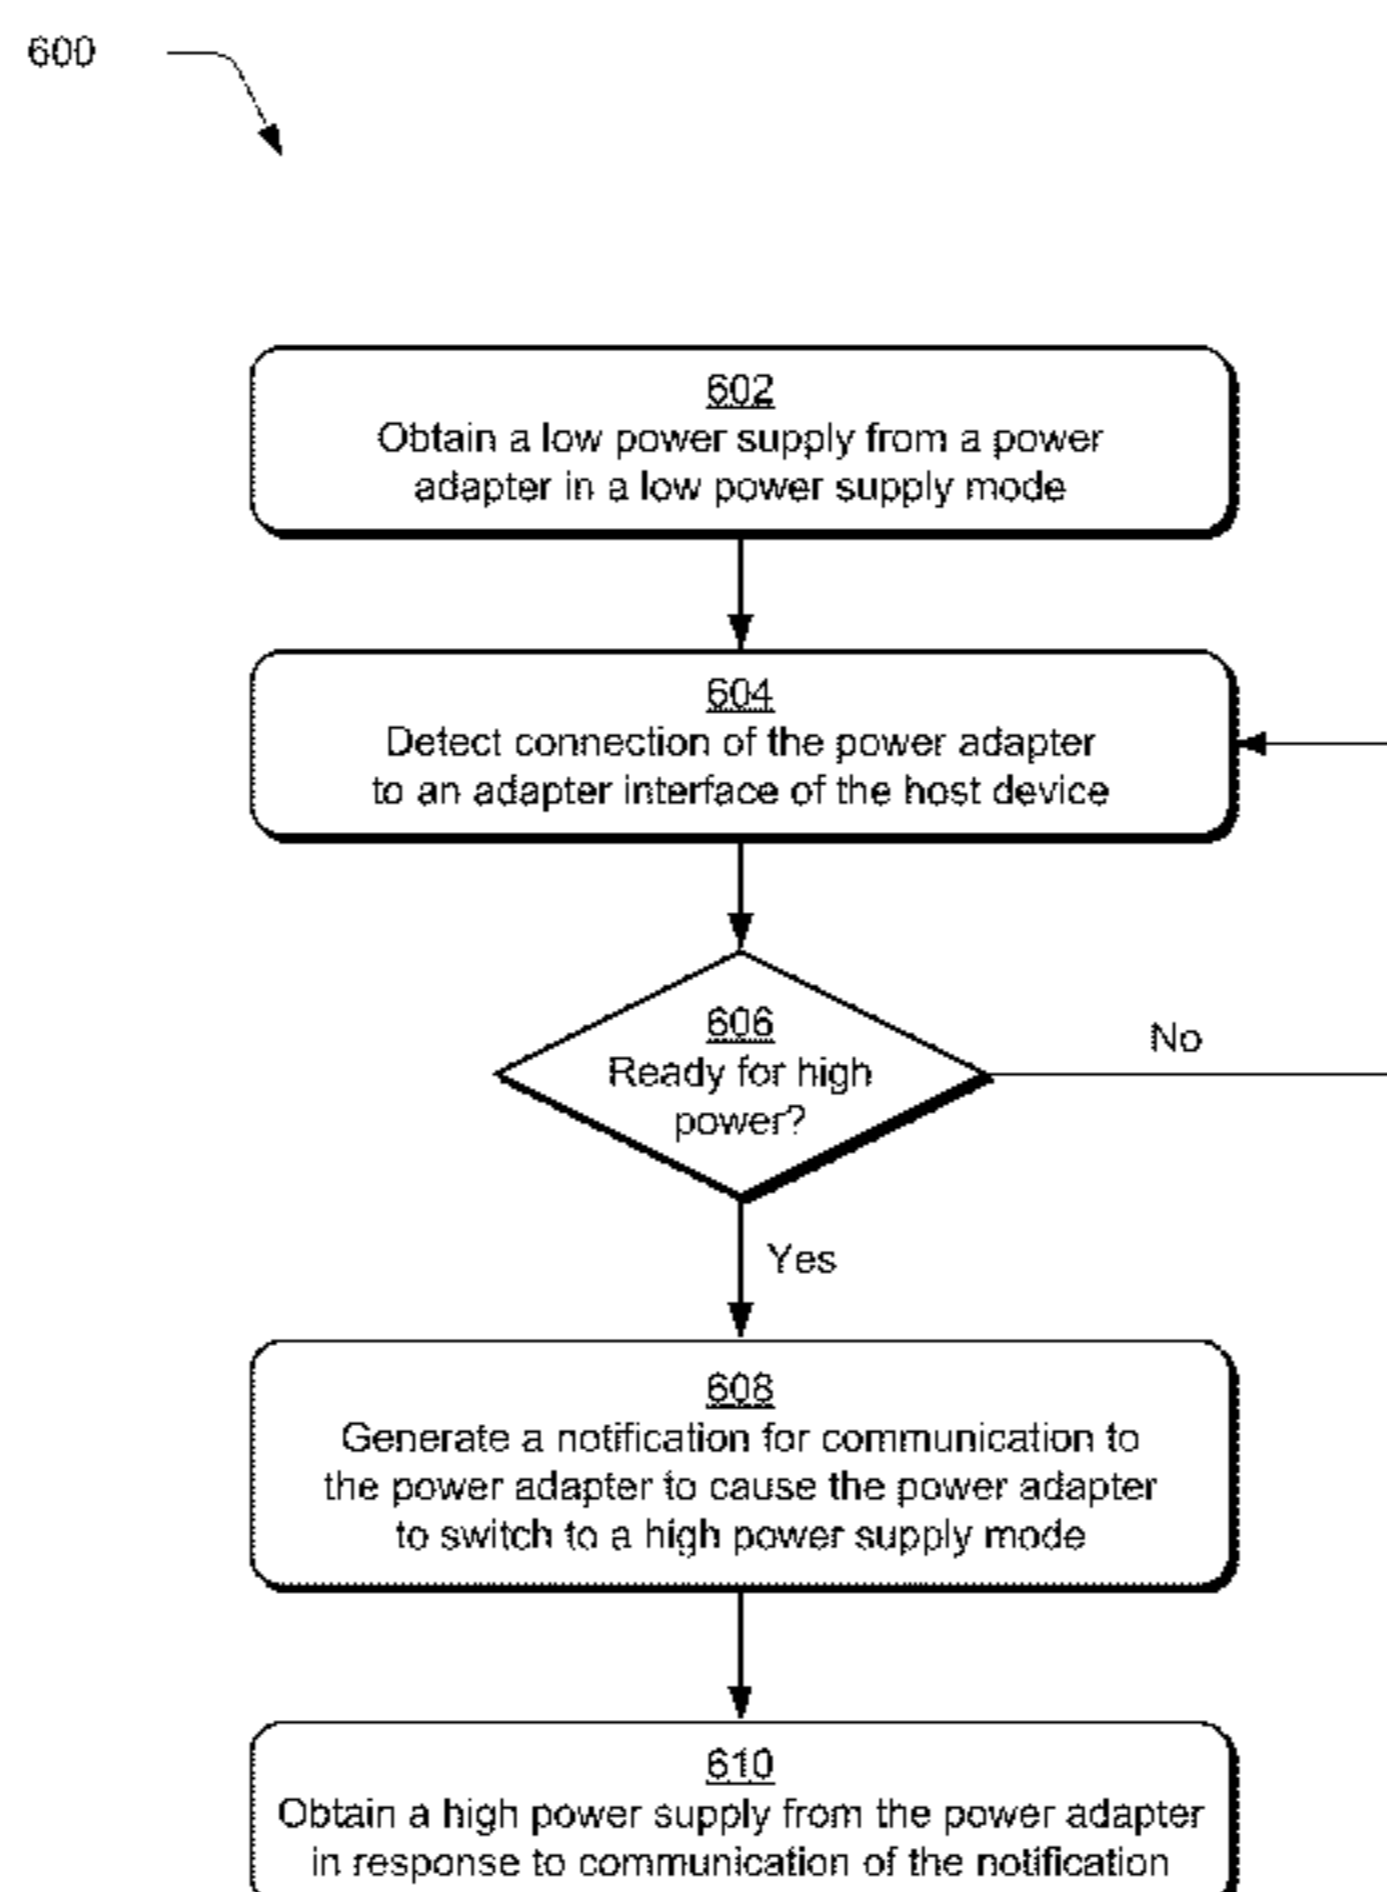 600
602
Obtain a low power supply from a power
adapter in a low power supply mode
604
Detect connection of the power adapter
to an adapter interface of the host device
606
Ready for high
power?
No
Yes
608
Generate a notification for communication to
the power adapter to cause the power adapter
to switch to a high power supply mode
610
Obtain a high power supply from the power adapter
in response to communication of the notification